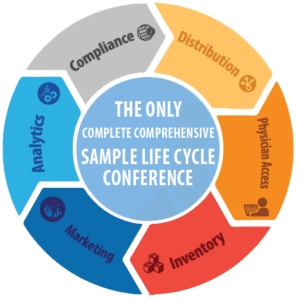 Compliance
Distribution
Physician Access
Inventory
Marketing
Analytics
THE ONLY
COMPLETE COMPREHENSIVE
SAMPLE LIFE CYCLE
CONFERENCE